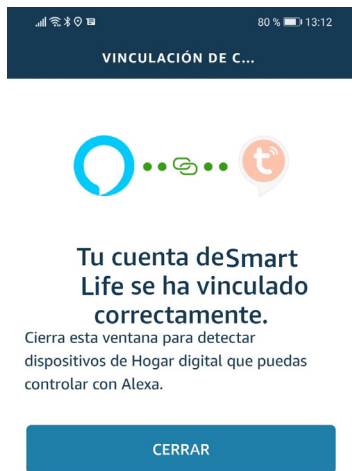 80 % 13:12
VINCULACIÓN DE C...
t
Tu cuenta deSmart
Life se ha vinculado
correctamente.
Cierra esta ventana para detectar
dispositivos de Hogar digital que puedas
controlar con Alexa.
CERRAR